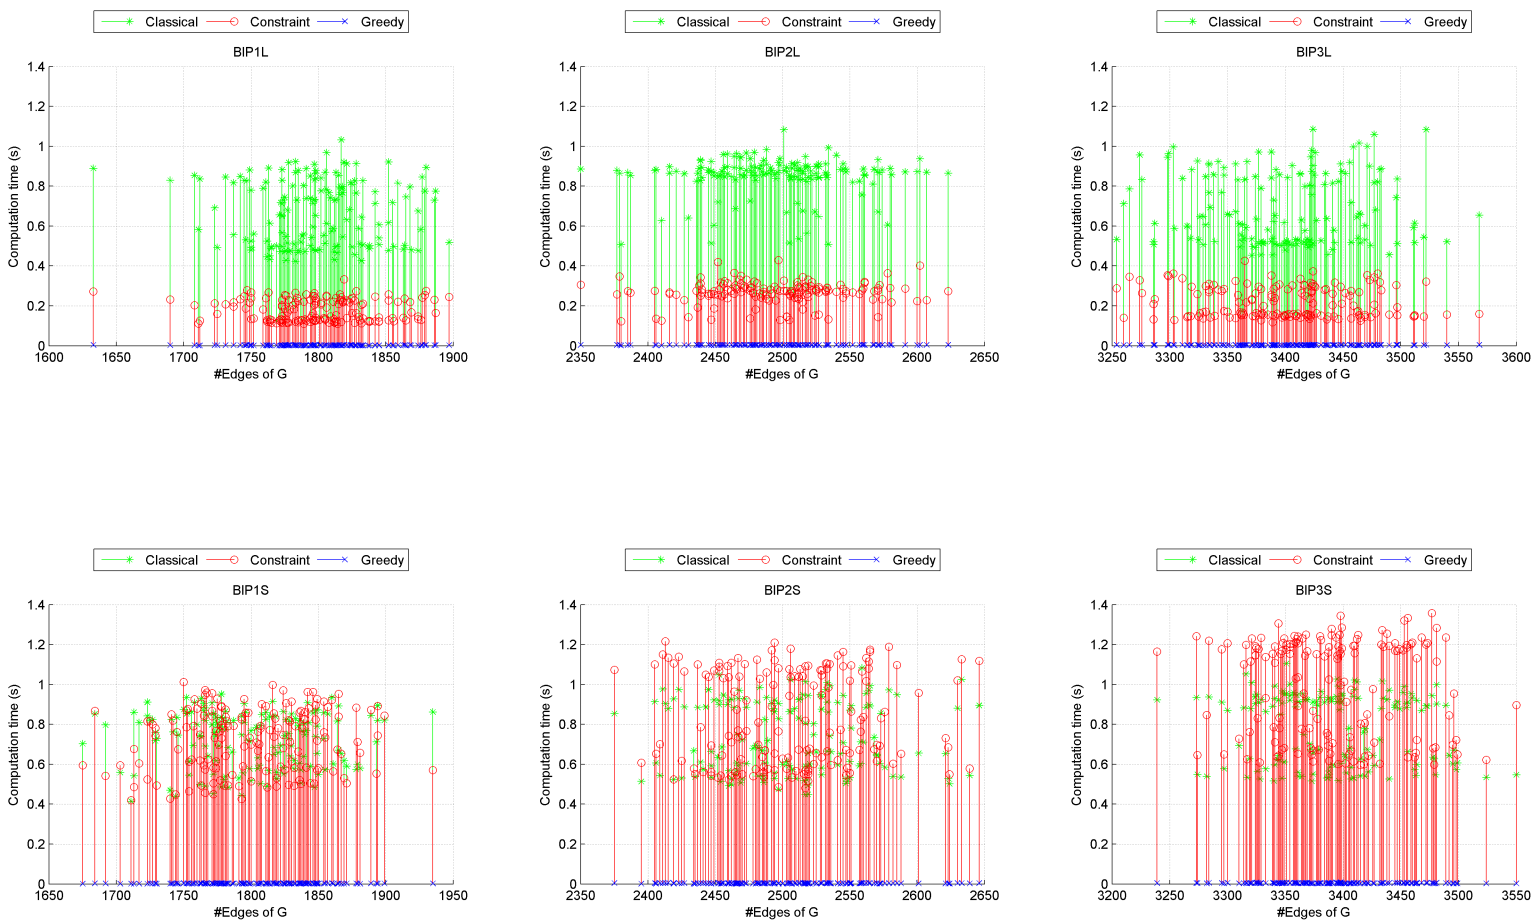 Classical Constraint Greedy
BIP1L
1.4
1.2
1
0.8
0.6
0.4
0.2
0
Computation time (s)
1600 1650 1700 1750 1800 1850 1900
#Edges of G
Classical Constraint Greedy
BIP2L
1.4
1.2
1
0.8
0.6
0.4
0.2
0
Computation time (s)
2350 2400 2450 2500 2550 2600 2650
#Edges of G
Classical Constraint Greedy
BIP3L
1.4
1.2
1
0.8
0.6
0.4
0.2
0
Computation time (s)
3250 3300 3350 3400 3450 3500 3550 3600
#Edges of G
Classical Constraint Greedy
BIP1S
1.4
1.2
1
0.8
0.6
0.4
0.2
0
Computation time (s)
1650 1700 1750 1800 1850 1900 1950
#Edges of G
Classical Constraint Greedy
BIP2S
1.4
1.2
1
0.8
0.6
0.4
0.2
0
Computation time (s)
2350 2400 2450 2500 2550 2600 2650
#Edges of G
Classical Constraint Greedy
BIP3S
1.4
1.2
1
0.8
0.6
0.4
0.2
0
Computation time (s)
3200 3250 3300 3350 3400 3450 3500 3550
#Edges of G